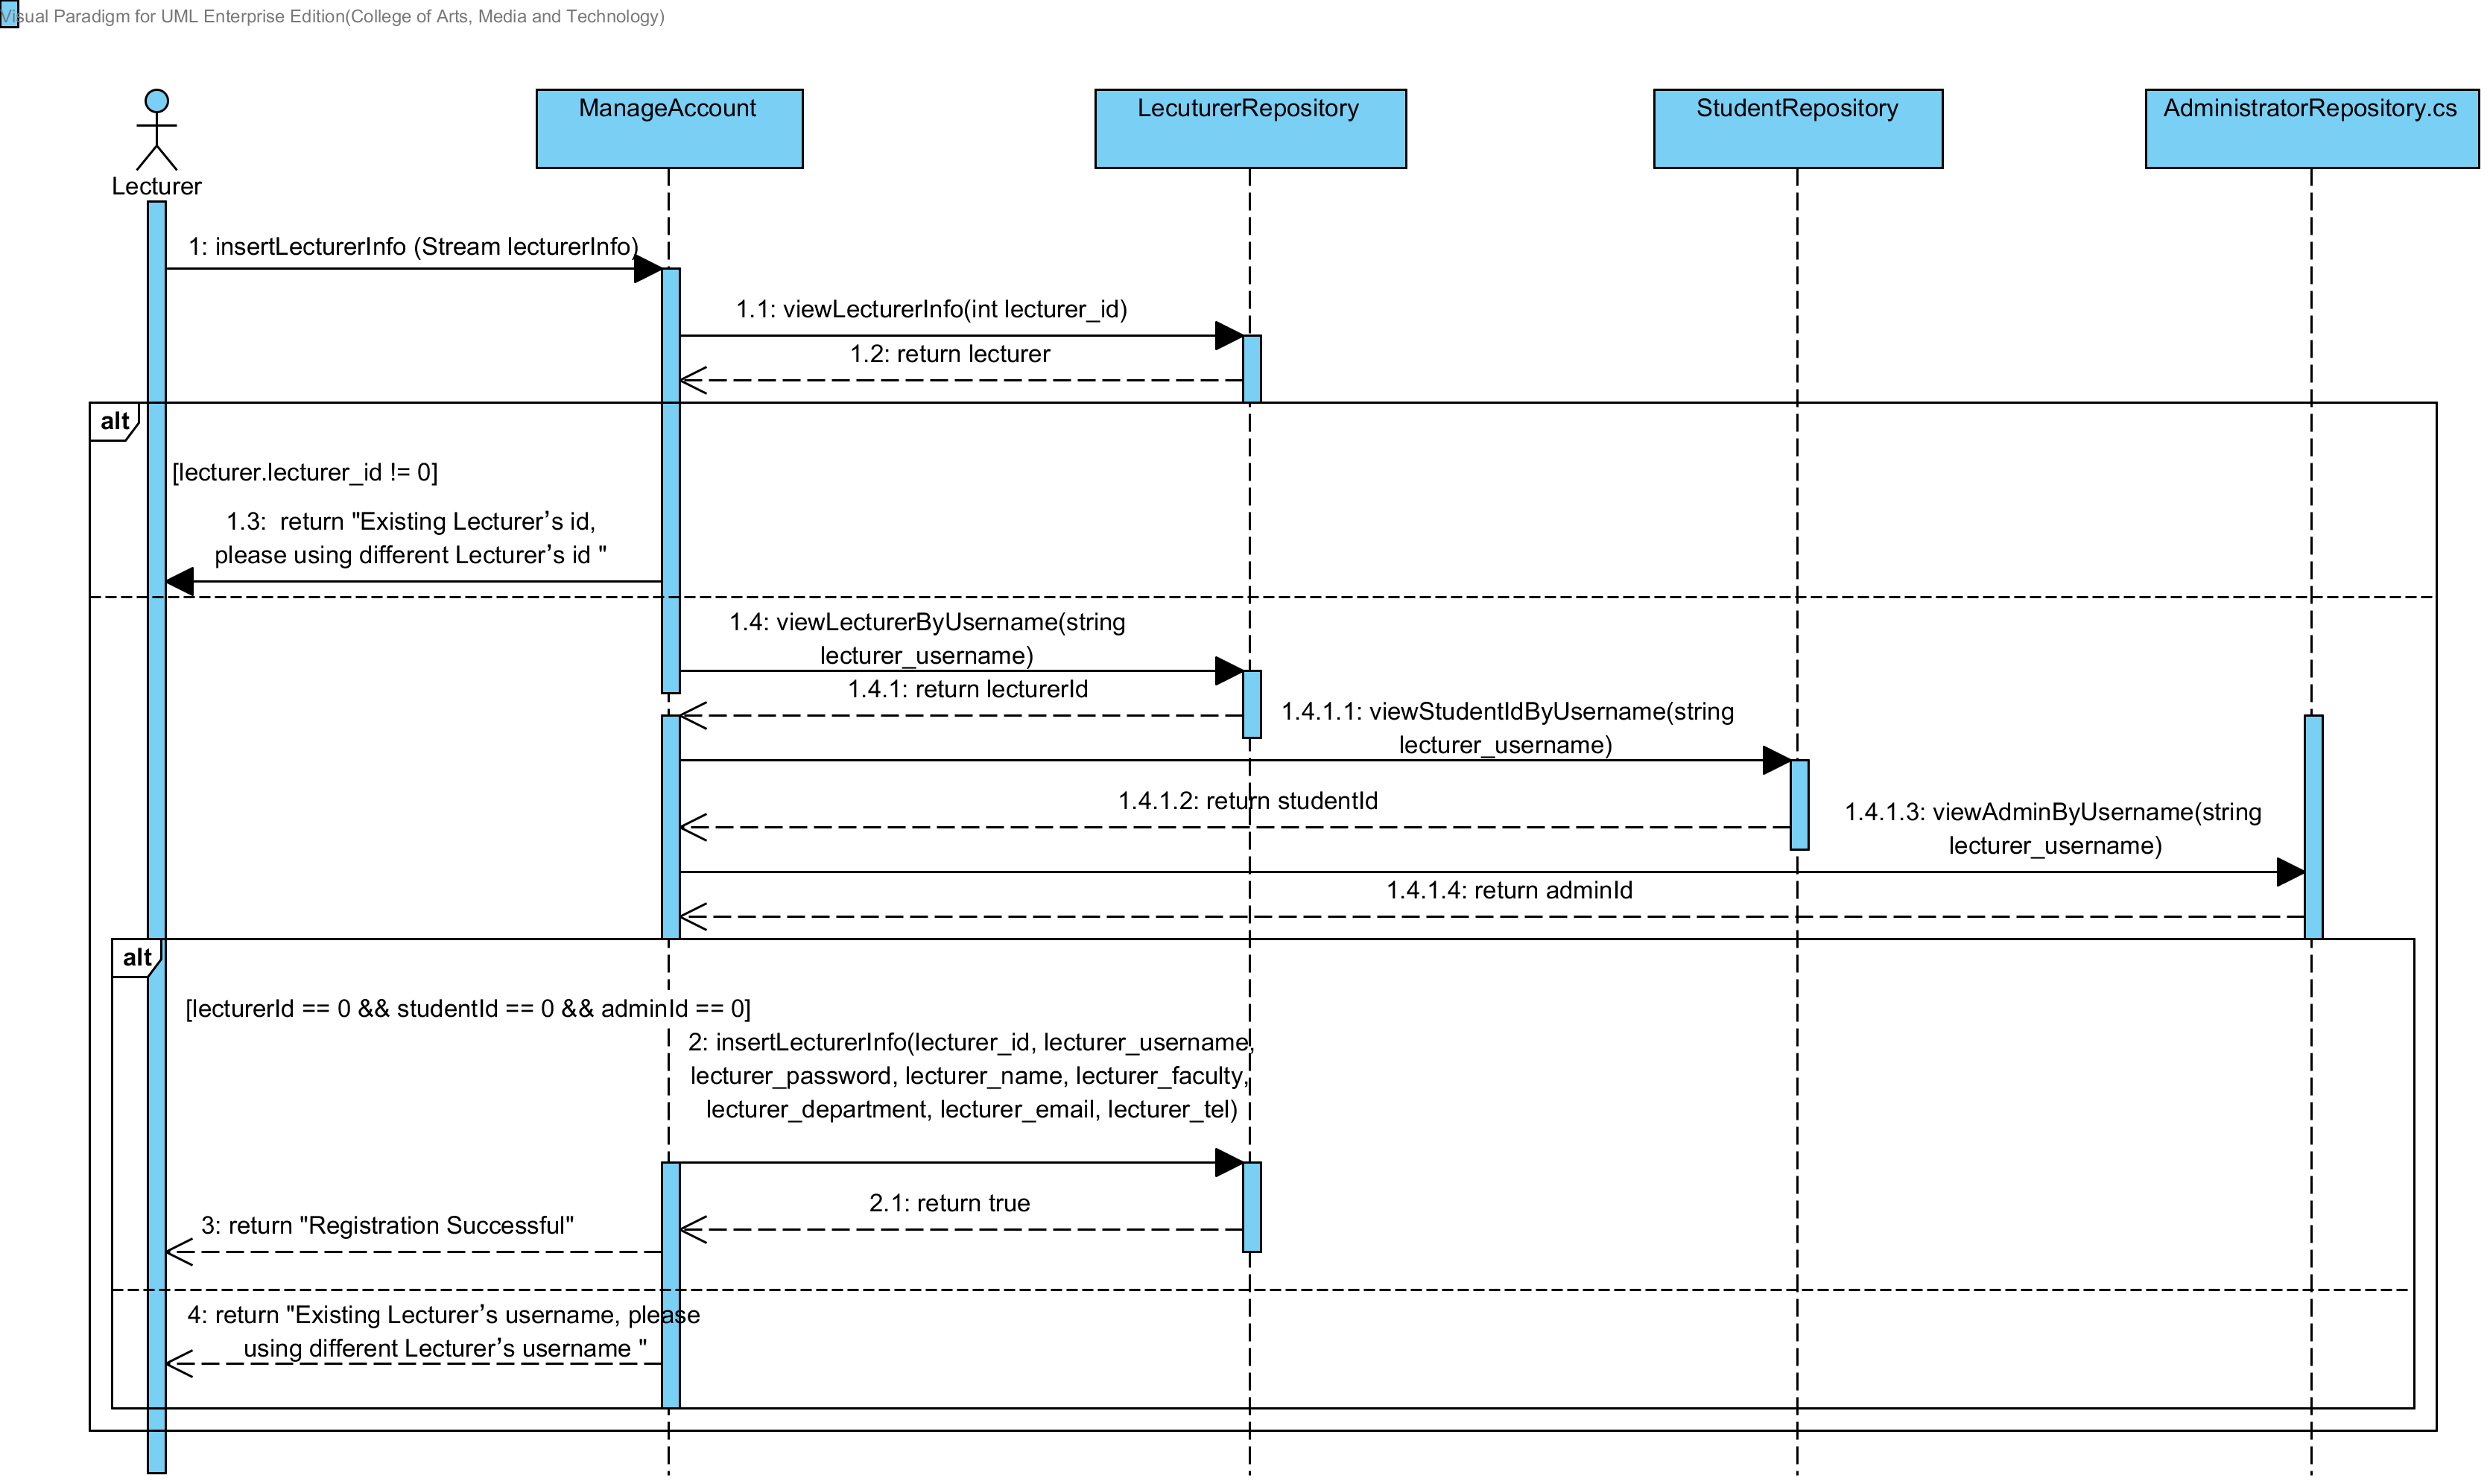 Visual Paradigm for UML Enterprise Edition(College of Arts, Media and Technology)
Lecturer
ManageAccount
LecuturerRepository
StudentRepository
AdministratorRepository.cs
1: insertLecturerInfo (Stream lecturerInfo)
1.1: viewLecturerInfo(int lecturer_id)
1.2: return lecturer
alt
[lecturer.lecturer_id != 0]
1.3:  return "Existing Lecturer’s id,
please using different Lecturer’s id "
1.4: viewLecturerByUsername(string
lecturer_username)
1.4.1: return lecturerId
1.4.1.1: viewStudentIdByUsername(string
lecturer_username)
1.4.1.2: return studentId
1.4.1.3: viewAdminByUsername(string
lecturer_username)
1.4.1.4: return adminId
alt
[lecturerId == 0 && studentId == 0 && adminId == 0]
2: insertLecturerInfo(lecturer_id, lecturer_username,
lecturer_password, lecturer_name, lecturer_faculty,
lecturer_department, lecturer_email, lecturer_tel)
2.1: return true
3: return "Registration Successful"
4: return "Existing Lecturer’s username, please
using different Lecturer’s username "